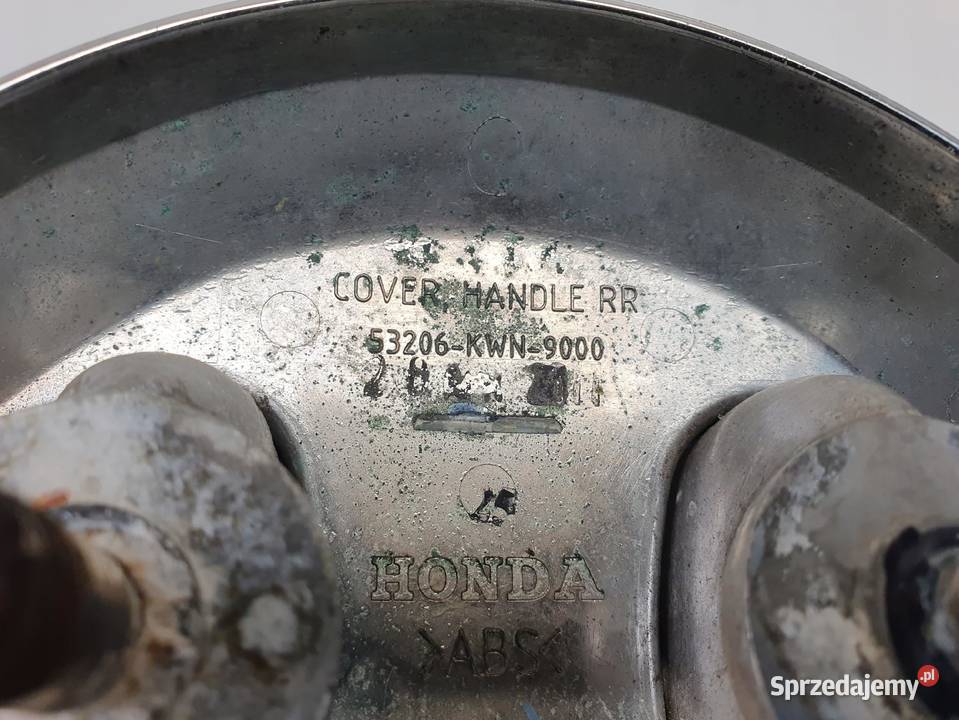 COVER, HANDLE RR
53206-KWN-9000
HONDA
>ABS<
Sprzedajemy.pl